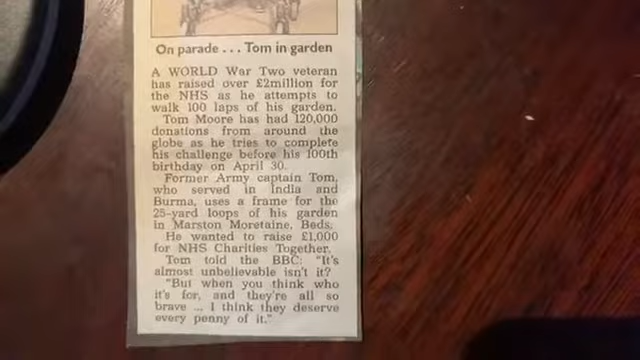 On parade . . . Tom in garden
A WORLD War Two veteran
has raised over £2million for
the NHS as he attempts to
walk 100 laps of his garden.
Tom Moore has had 120,000
donations from around the
globe as he tries to complete
his challenge before his 100th
birthday on April 30.
Former Army captain Tom,
who served in India and
Burma, uses a frame for the
25-yard loops of his garden
in Marston Moretaine, Beds.
He wanted to raise £1,000
for NHS Charities Together.
Tom told the BBC: “It's
almost unbelievable isn't it?
“But when you think who
it's for, and they're all so
brave ... I think they deserve
every penny of it.”